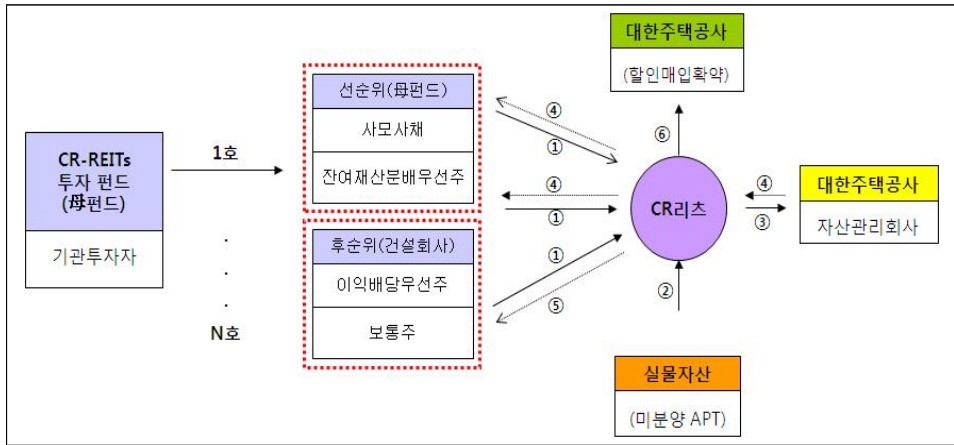 CR-REITs
투자 펀드
(母펀드)
기관투자자
1호
.
.
.
N호
선순위(母펀드)
사모사채
잔여재산분배우선주
후순위(건설회사)
이익배당우선주
보통주
④
①
④
①
①
⑤
CR리츠
대한주택공사
(할인매입확약)
⑥
④
③
대한주택공사
자산관리회사
②
실물자산
(미분양 APT)